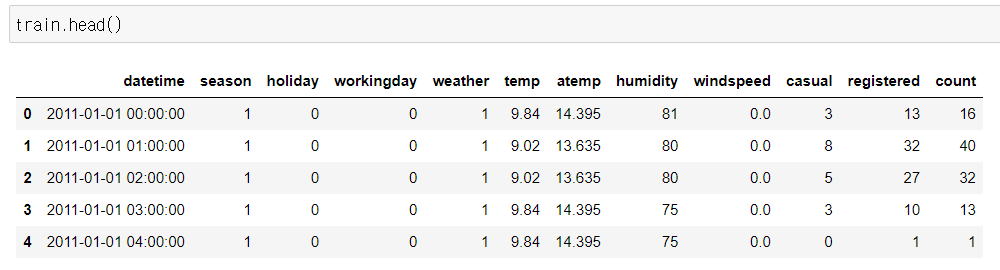 train.head()
datetime season holiday workingday weather temp atemp humidity windspeed casual registered count
0 2011-01-01 00:00:00 1 0 0 1 9.84 14.395 81 0.0 3 13 16
1 2011-01-01 01:00:00 1 0 0 1 9.02 13.635 80 0.0 8 32 40
2 2011-01-01 02:00:00 1 0 0 1 9.02 13.635 80 0.0 5 27 32
3 2011-01-01 03:00:00 1 0 0 1 9.84 14.395 75 0.0 3 10 13
4 2011-01-01 04:00:00 1 0 0 1 9.84 14.395 75 0.0 0 1 1